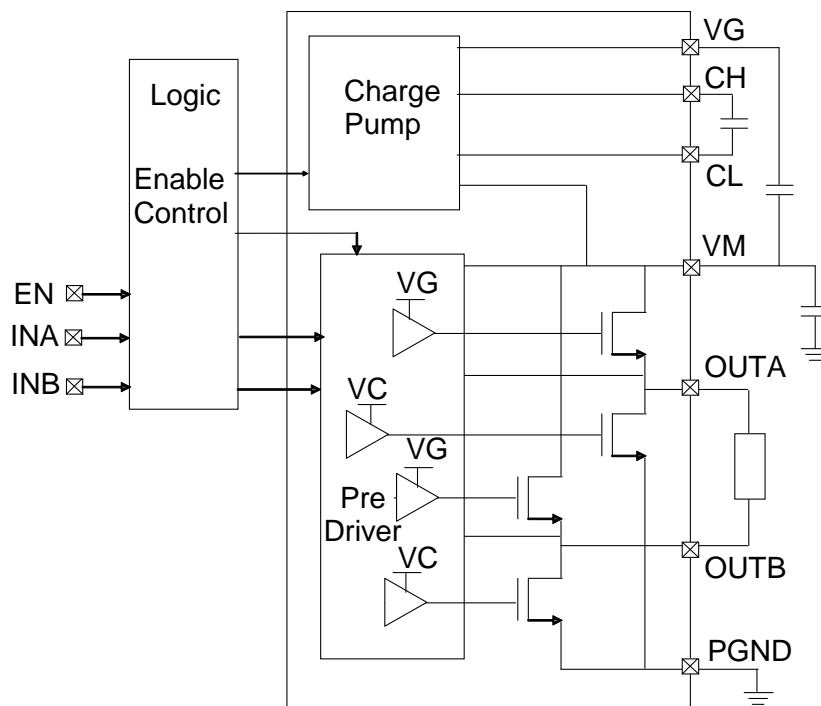 VG
CH
CL
VM
OUTA
OUTB
PGND
Charge
Pump
Logic
Enable
Control
EN
INA
INB
VG
VC
VG
Pre
Driver
VC